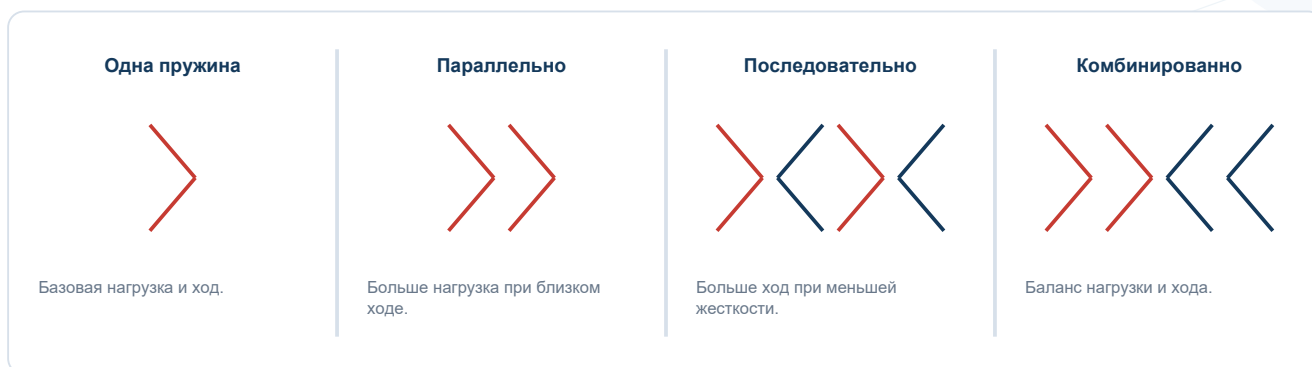 Одна пружина
Базовая нагрузка и ход.
Параллельно
Больше нагрузка при близком
ходе.
Последовательно
Больше ход при меньшей
жесткости.
Комбинированно
Баланс нагрузки и хода.